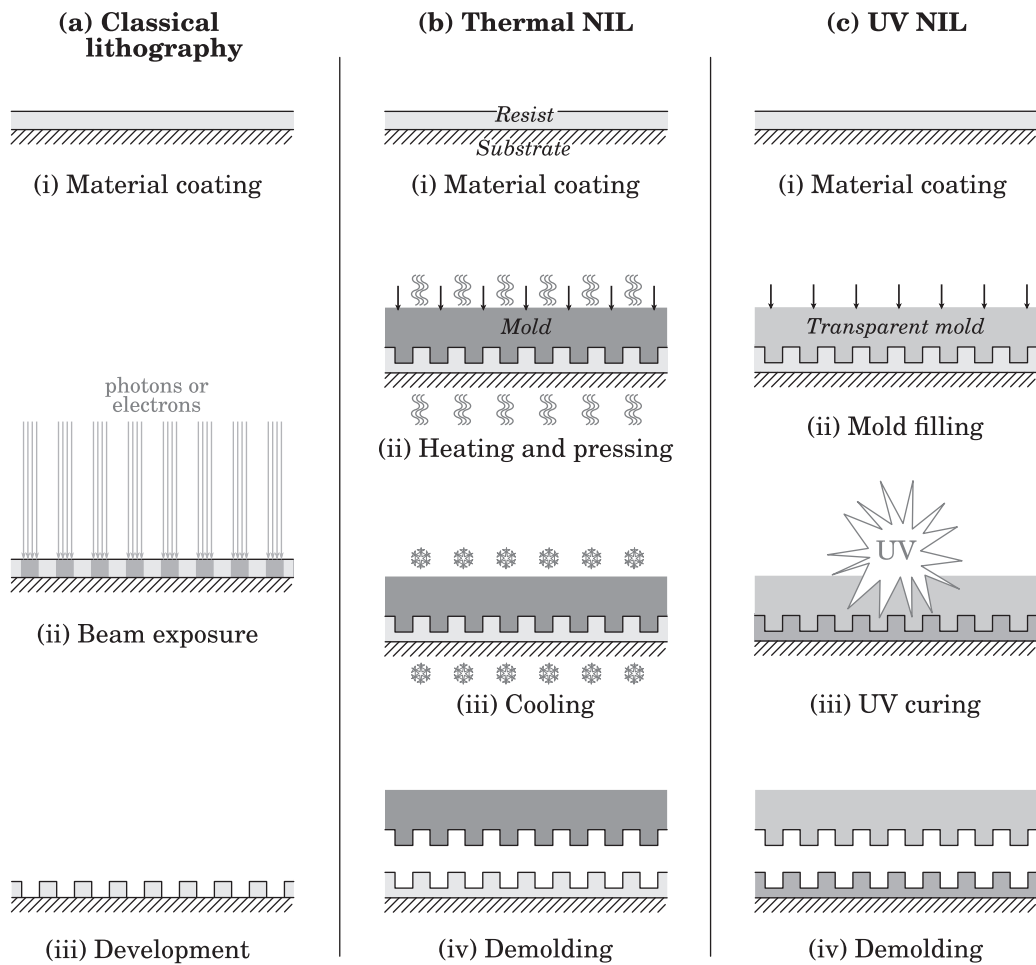 (a) Classical
lithography
(i) Material coating
photons or
electrons
(ii) Beam exposure
(iii) Development
(b) Thermal NIL
Resist
Substrate
(i) Material coating
Mold
(ii) Heating and pressing
(iii) Cooling
(iv) Demolding
(c) UV NIL
(i) Material coating
Transparent mold
(ii) Mold filling
UV
(iii) UV curing
(iv) Demolding